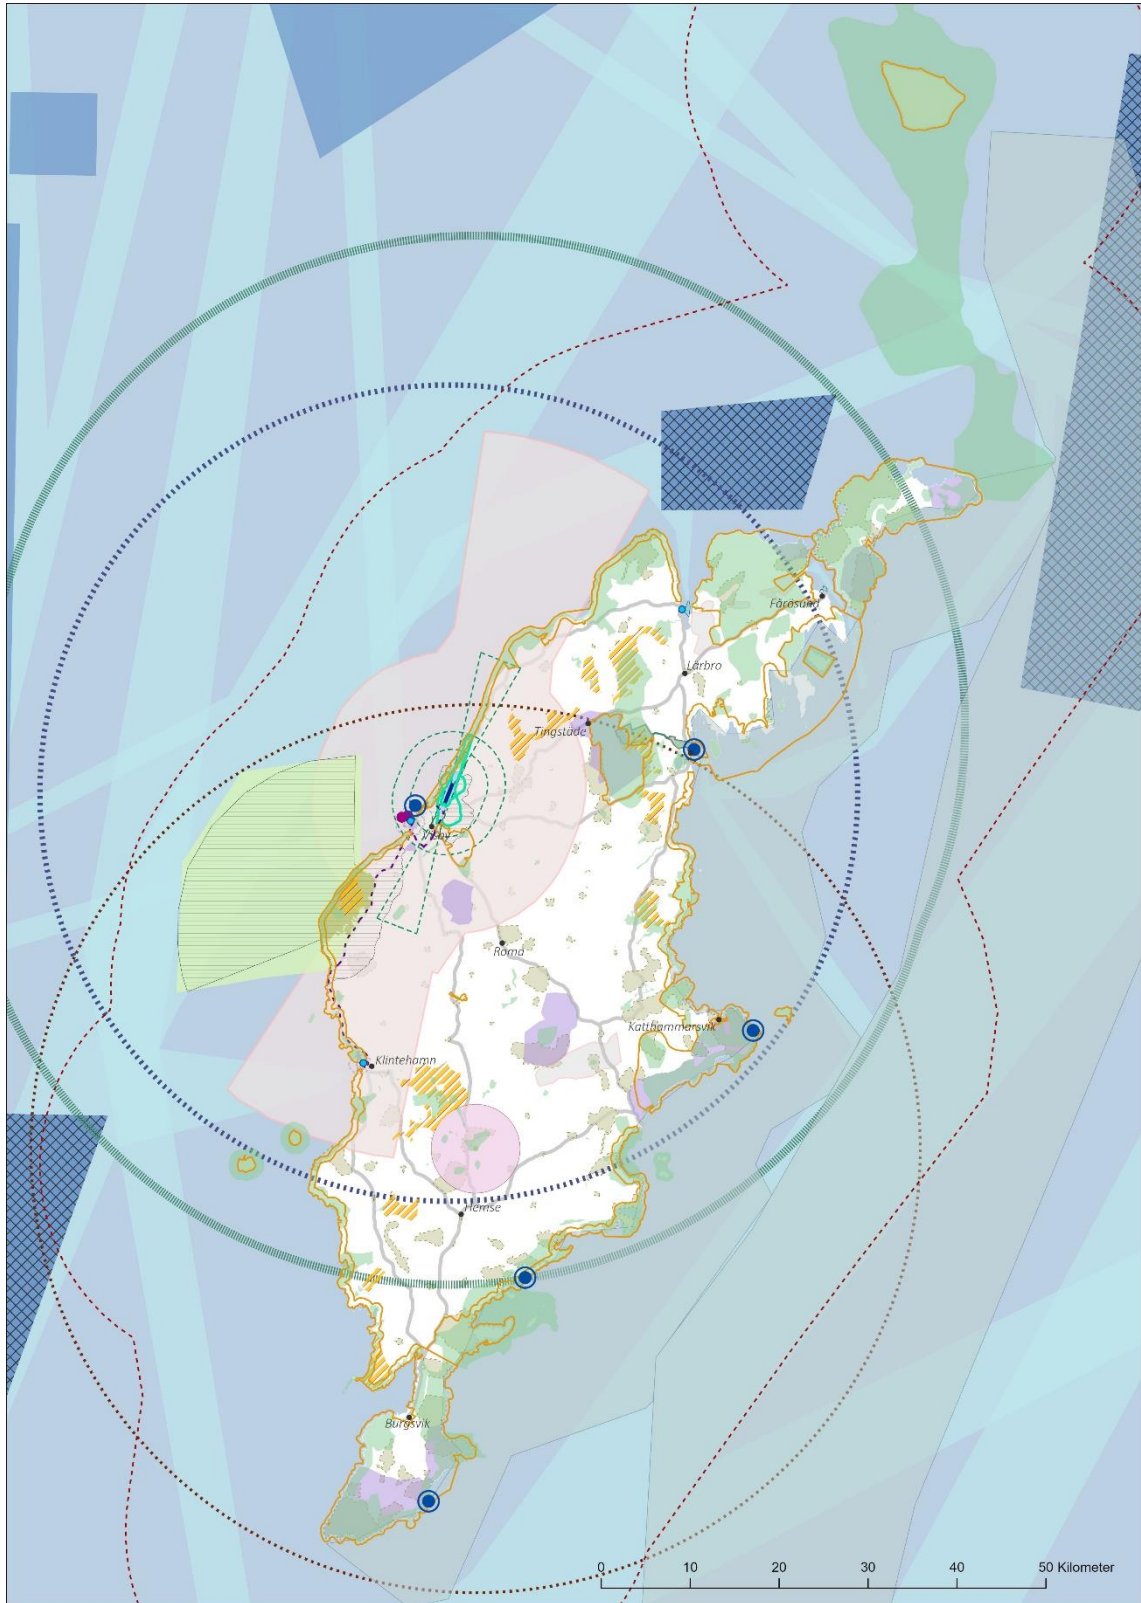 Fårösund
Lärbro
Tingstäde
Visby
Roma
Katthammarsvik
Klintehamn
Hemse
Burgsvik
0 10 20 30 40 50 Kilometer